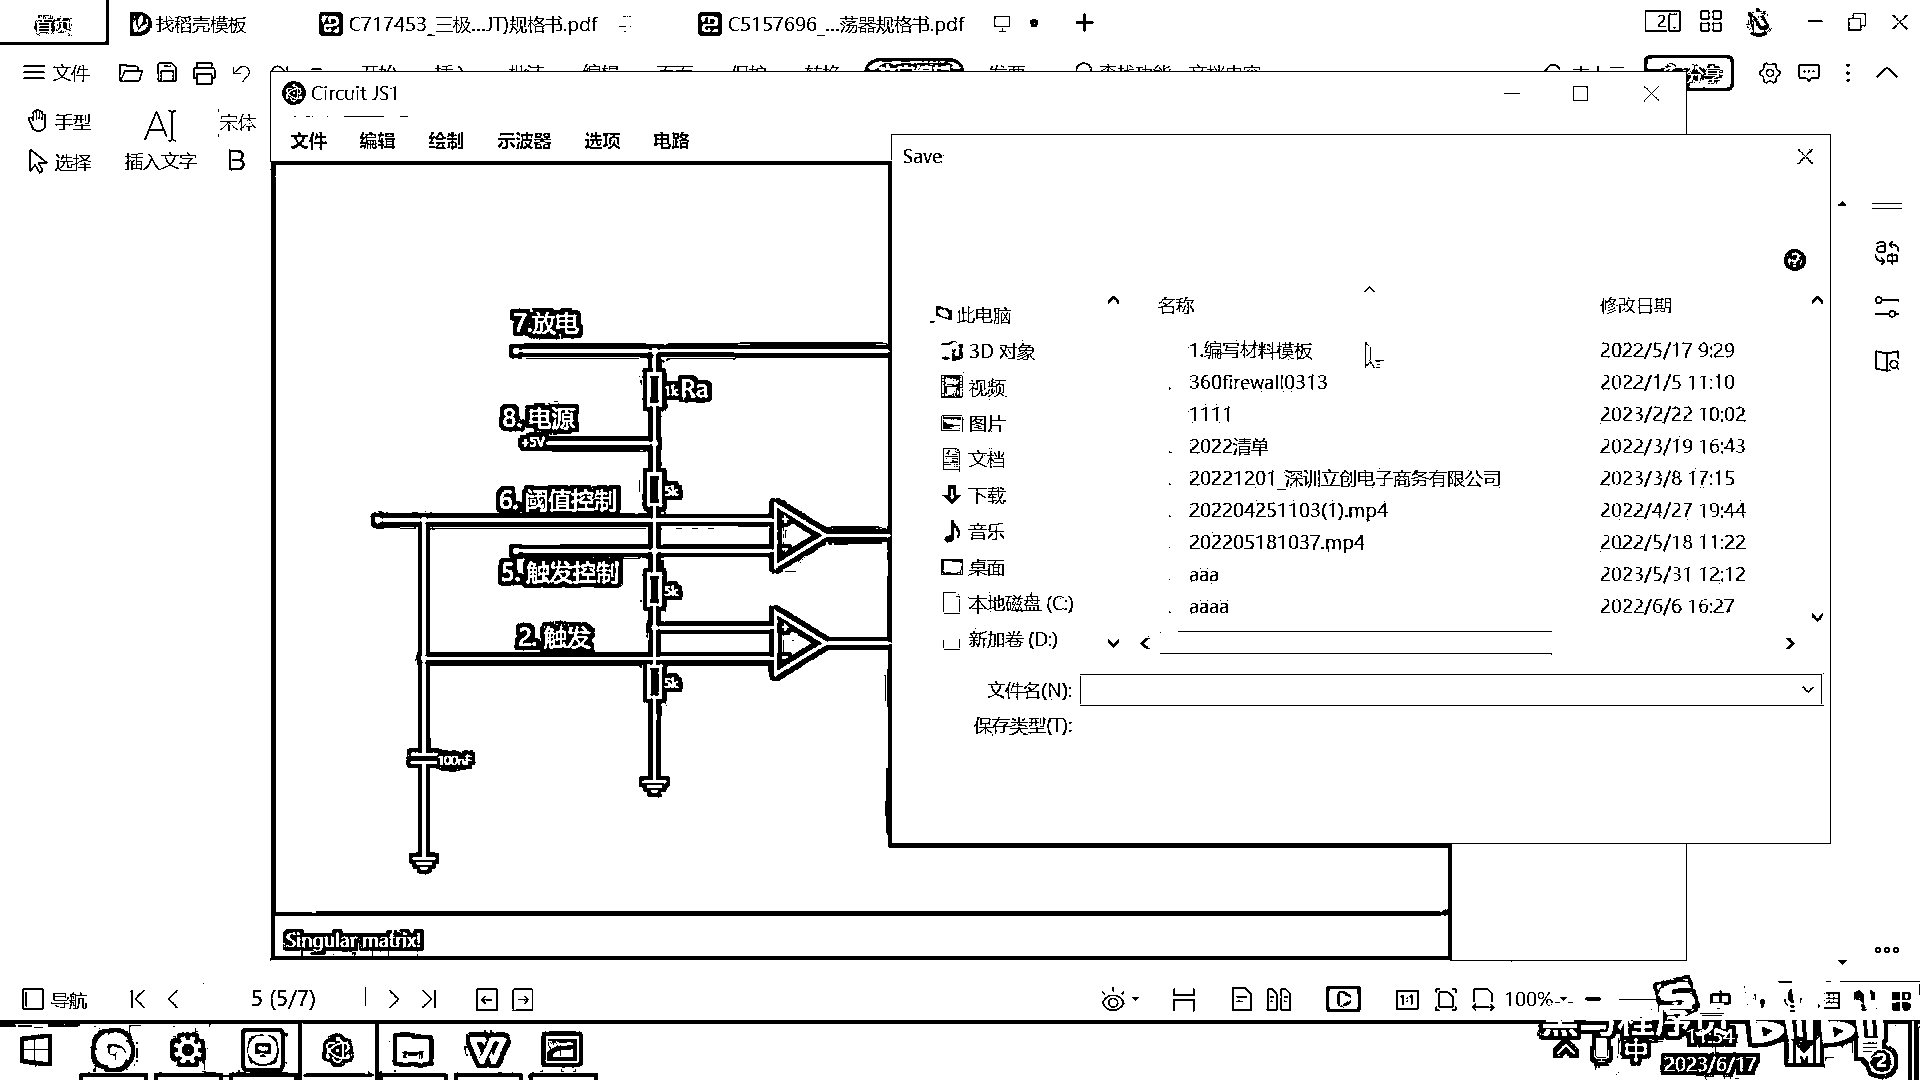 首页
找稻壳模板
C717453_三极...JT)规格书.pdf
C5157696_...荡器规格书.pdf
文件
手型
选择
插入文字
宋体
B
Circuit JS1
文件 编辑 绘制 示波器 选项 电路
7.放电
1k Ra
8. 电源
+5V
5k
6. 阈值控制
5. 触发控制
5k
2. 触发
5k
100nF
Singular matrix!
Save
此电脑
3D 对象
视频
图片
文档
下载
音乐
桌面
本地磁盘 (C:)
新加卷 (D:)
名称 修改日期
1.编写材料模板 2022/5/17 9:29
360firewall0313 2022/1/5 11:10
1111 2023/2/22 10:02
2022清单 2022/3/19 16:43
20221201_深圳立创电子商务有限公司 2023/3/8 17:15
202204251103(1).mp4 2022/4/27 19:44
202205181037.mp4 2022/5/18 11:22
aaa 2023/5/31 12:12
aaaa 2022/6/6 16:27
文件名(N):
保存类型(T):
导航
5 (5/7)
1:1
100%
中
中
2023/6/17
2